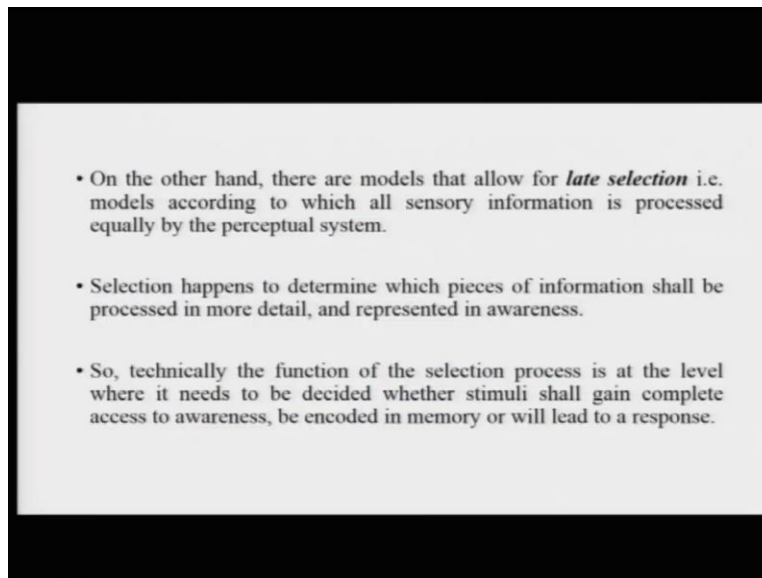 • On the other hand, there are models that allow for late selection i.e.
models according to which all sensory information is processed
equally by the perceptual system.
• Selection happens to determine which pieces of information shall be
processed in more detail, and represented in awareness.
• So, technically the function of the selection process is at the level
where it needs to be decided whether stimuli shall gain complete
access to awareness, be encoded in memory or will lead to a response.